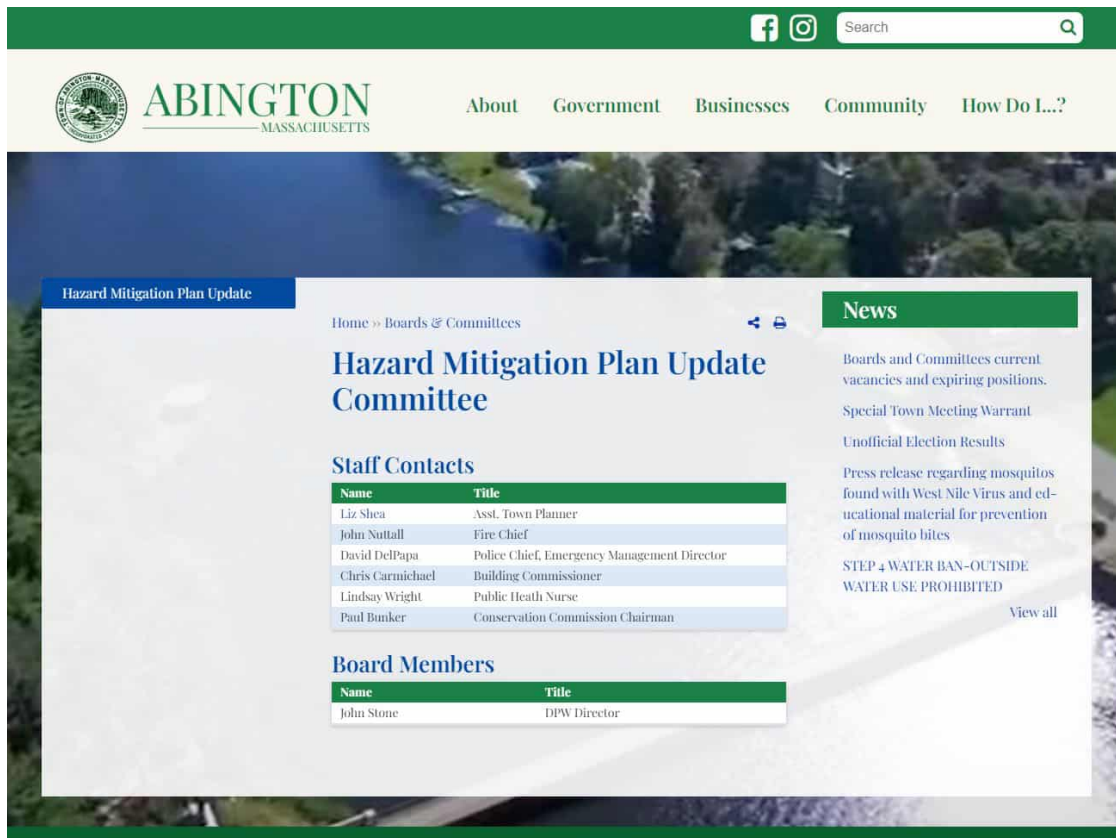 Search
ABINGTON
MASSACHUSETTS
About Government Businesses Community How Do I...?
Hazard Mitigation Plan Update
Home » Boards & Committees
Hazard Mitigation Plan Update
Committee
Staff Contacts
Name Title
Liz Shea Asst. Town Planner
John Nuttall Fire Chief
David DelPapa Police Chief, Emergency Management Director
Chris Carmichael Building Commissioner
Lindsay Wright Public Heath Nurse
Paul Bunker Conservation Commission Chairman
Board Members
Name Title
John Stone DPW Director
News
Boards and Committees current
vacancies and expiring positions.
Special Town Meeting Warrant
Unofficial Election Results
Press release regarding mosquitos
found with West Nile Virus and ed-
ucational material for prevention
of mosquito bites
STEP 4 WATER BAN-OUTSIDE
WATER USE PROHIBITED
View all